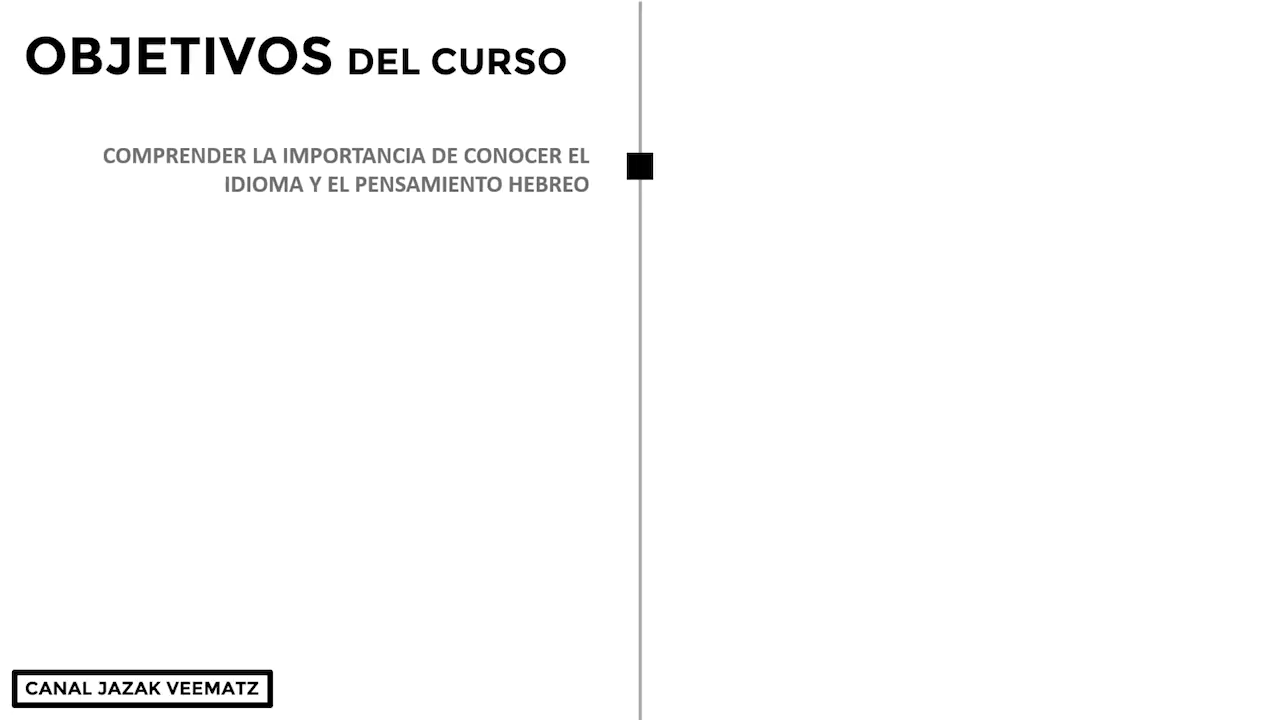 OBJETIVOS DEL CURSO
COMPRENDER LA IMPORTANCIA DE CONOCER EL
IDIOMA Y EL PENSAMIENTO HEBREO
CANAL JAZAK VEEMATZ